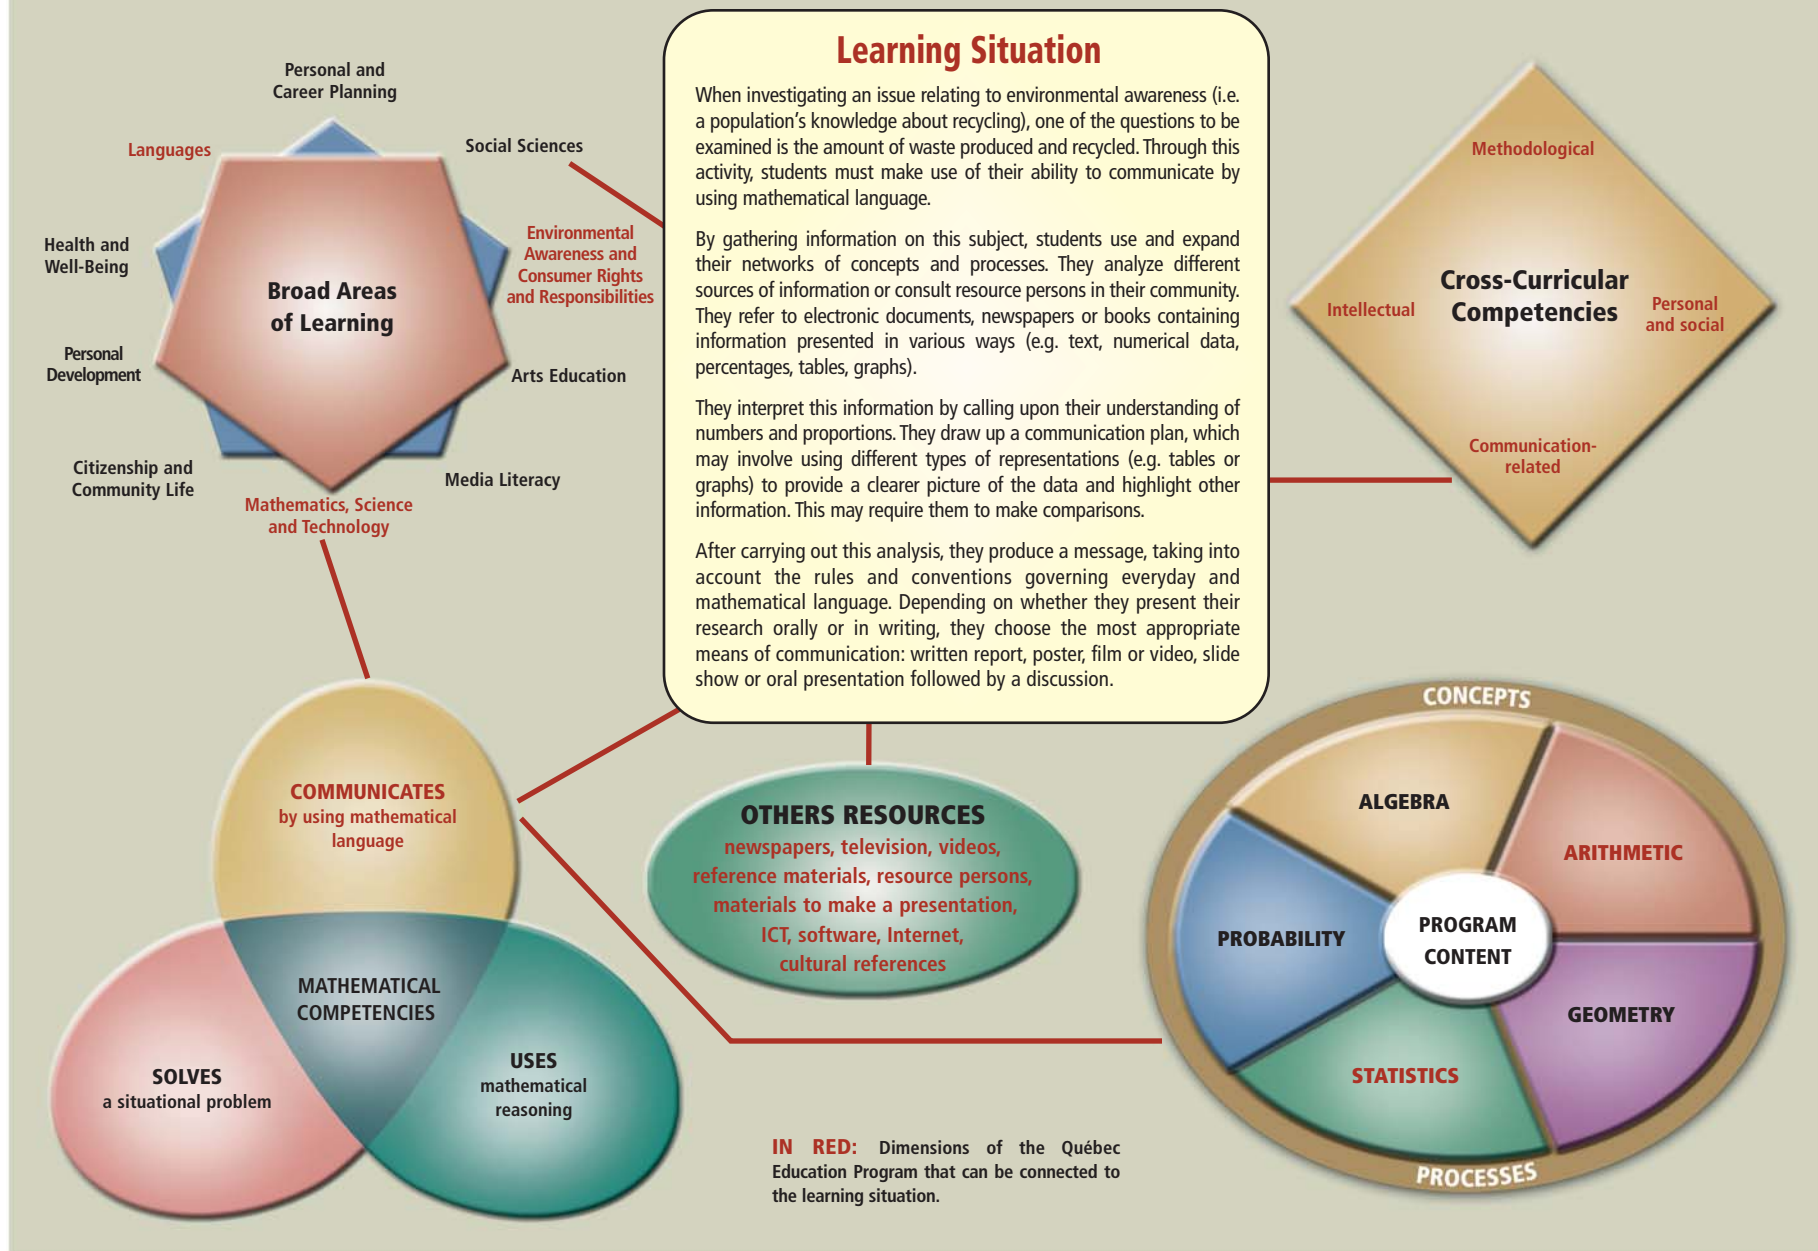 Learning Situation
When investigating an issue relating to environmental awareness (i.e.
a population's knowledge about recycling), one of the questions to be
examined is the amount of waste produced and recycled. Through this
activity, students must make use of their ability to communicate by
using mathematical language.
By gathering information on this subject, students use and expand
their networks of concepts and processes. They analyze different
sources of information or consult resource persons in their community.
They refer to electronic documents, newspapers or books containing
information presented in various ways (e.g. text, numerical data,
percentages, tables, graphs).
They interpret this information by calling upon their understanding of
numbers and proportions. They draw up a communication plan, which
may involve using different types of representations (e.g. tables or
graphs) to provide a clearer picture of the data and highlight other
information. This may require them to make comparisons.
After carrying out this analysis, they produce a message, taking into
account the rules and conventions governing everyday and
mathematical language. Depending on whether they present their
research orally or in writing, they choose the most appropriate
means of communication: written report, poster, film or video, slide
show or oral presentation followed by a discussion.
Personal and
Career Planning
Languages
Social Sciences
Health and
Well-Being
Environmental
Awareness and
Consumer Rights
and Responsibilities
Broad Areas
of Learning
Personal
Development
Arts Education
Citizenship and
Community Life
Media Literacy
Mathematics, Science
and Technology
Methodological
Cross-Curricular
Competencies
Intellectual
Personal
and social
Communication-
related
COMMUNICATES
by using mathematical
language
MATHEMATICAL
COMPETENCIES
SOLVES
a situational problem
USES
mathematical
reasoning
OTHERS RESOURCES
newspapers, television, videos,
reference materials, resource persons,
materials to make a presentation,
ICT, software, Internet,
cultural references
CONCEPTS
ALGEBRA
ARITHMETIC
PROBABILITY
PROGRAM
CONTENT
GEOMETRY
STATISTICS
PROCESSES
IN RED: Dimensions of the Québec
Education Program that can be connected to
the learning situation.